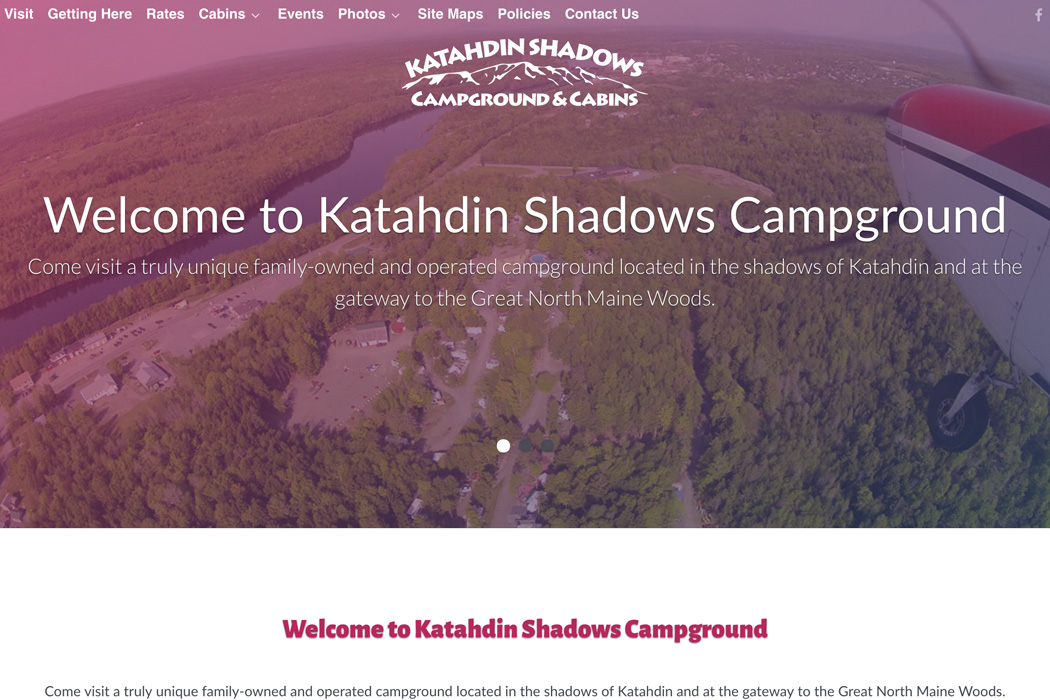 Visit Getting Here Rates Cabins Events Photos Site Maps Policies Contact Us
KATAHDIN SHADOWS
CAMPGROUND & CABINS
Welcome to Katahdin Shadows Campground
Come visit a truly unique family-owned and operated campground located in the shadows of Katahdin and at the
gateway to the Great North Maine Woods.
Welcome to Katahdin Shadows Campground
Come visit a truly unique family-owned and operated campground located in the shadows of Katahdin and at the gateway to the Great North Maine Woods.